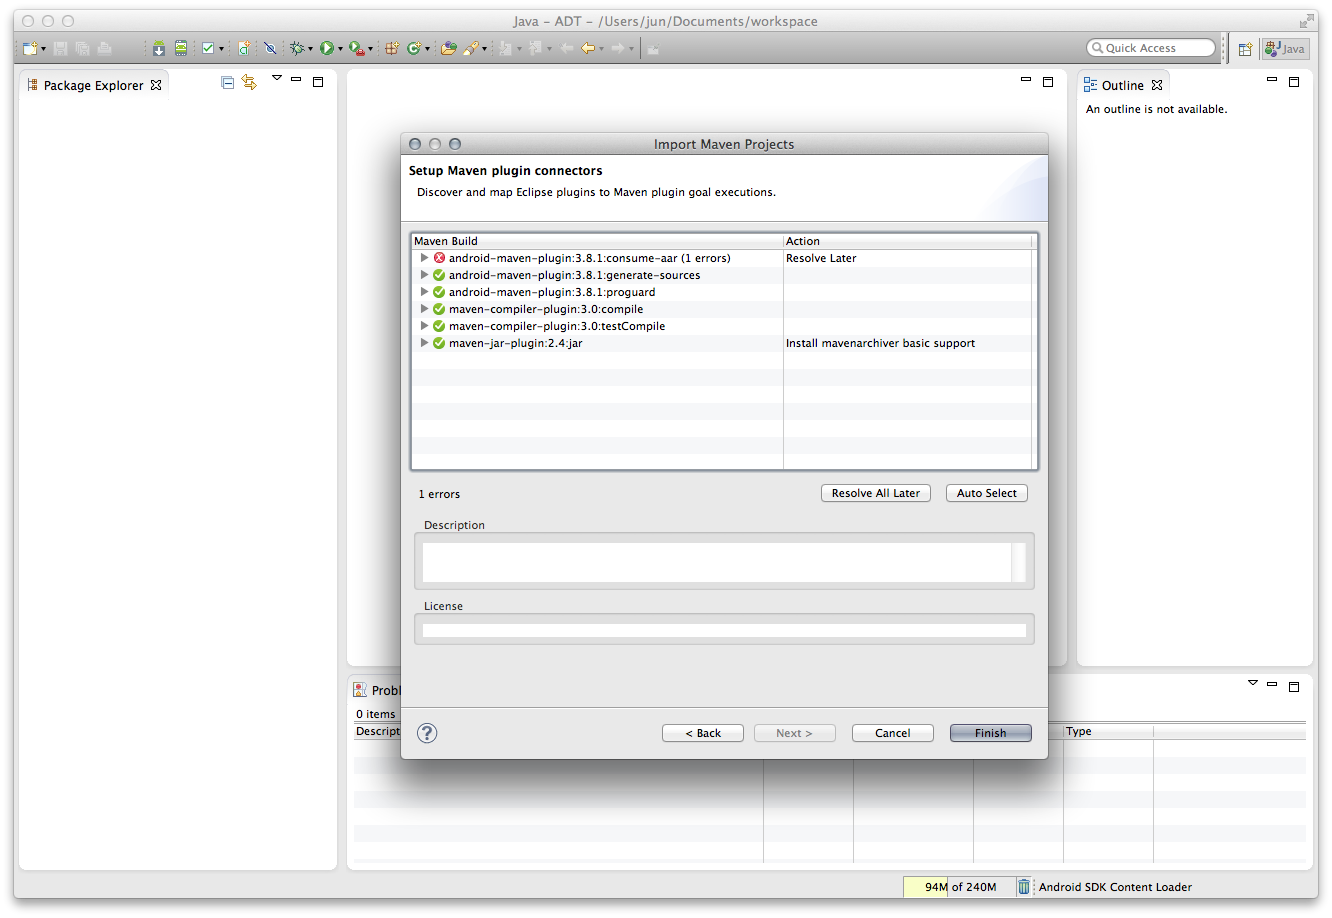 Java – ADT – /Users/jun/Documents/workspace
Quick Access
Java
Package Explorer
Outline
An outline is not available.
Import Maven Projects
Setup Maven plugin connectors
Discover and map Eclipse plugins to Maven plugin goal executions.
Maven Build Action
android-maven-plugin:3.8.1:consume-aar (1 errors) Resolve Later
android-maven-plugin:3.8.1:generate-sources
android-maven-plugin:3.8.1:proguard
maven-compiler-plugin:3.0:compile
maven-compiler-plugin:3.0:testCompile
maven-jar-plugin:2.4:jar Install mavenarchiver basic support
1 errors
Resolve All Later Auto Select
Description
License
? < Back Next > Cancel Finish
Probl
0 items
Descript Type
94M of 240M
Android SDK Content Loader